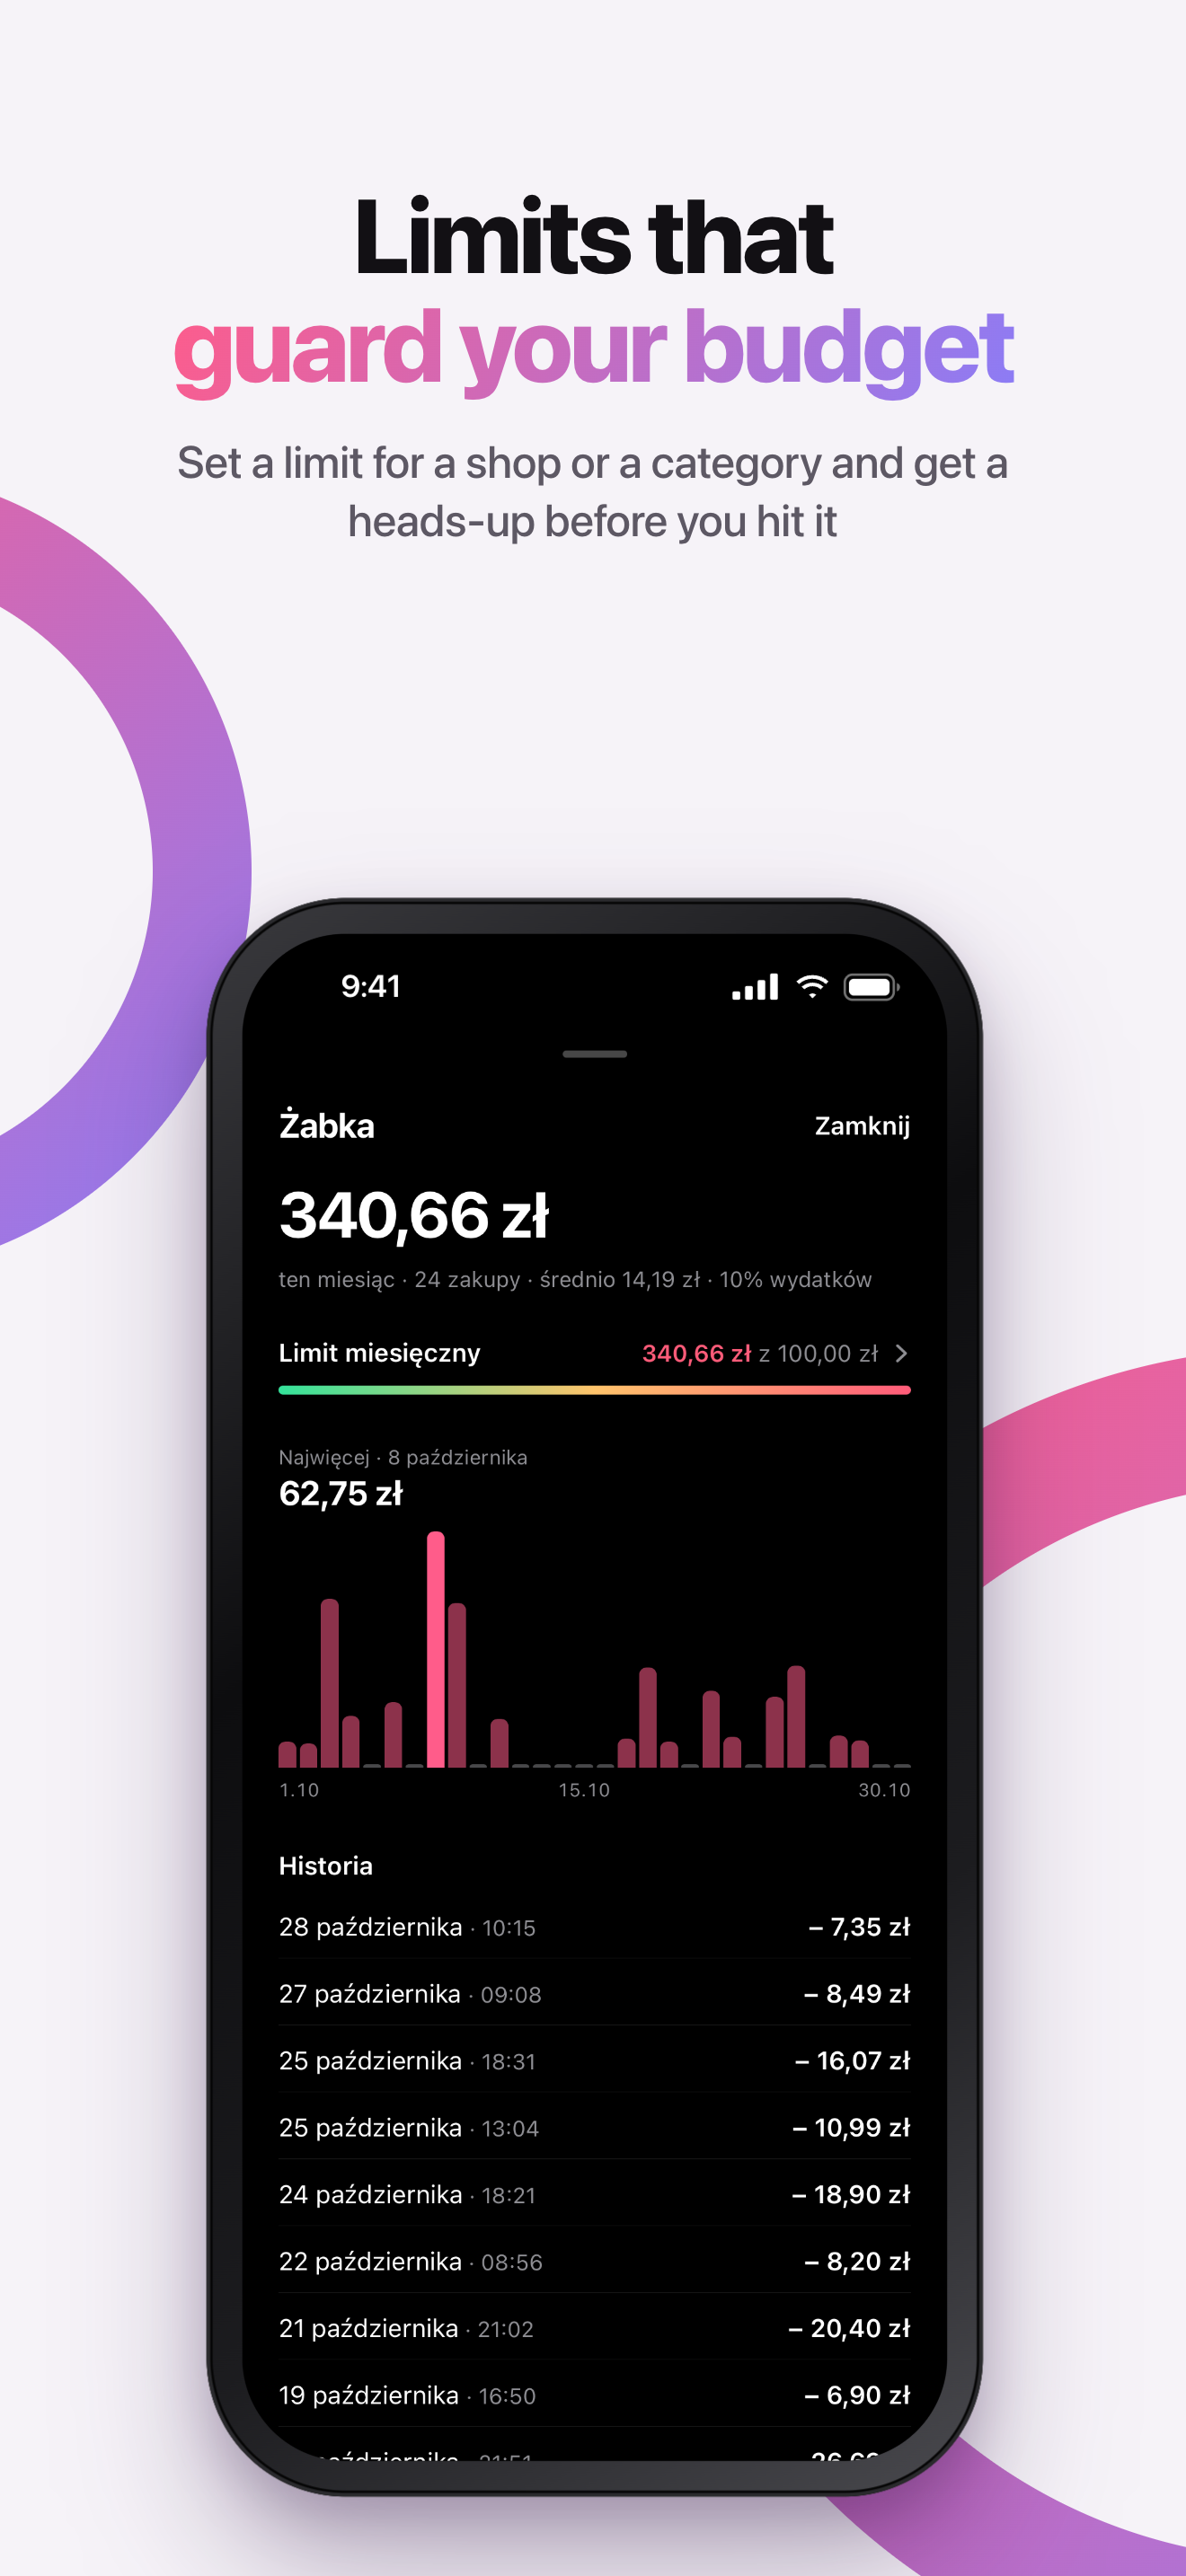 Limits that
guard your budget
Set a limit for a shop or a category and get a
heads-up before you hit it
9:41
Żabka
Zamknij
340,66 zł
ten miesiąc · 24 zakupy · średnio 14,19 zł · 10% wydatków
Limit miesięczny
340,66 zł z 100,00 zł
Najwięcej · 8 października
62,75 zł
1.10 15.10 30.10
Historia
28 października · 10:15 – 7,35 zł
27 października · 09:08 – 8,49 zł
25 października · 18:31 – 16,07 zł
25 października · 13:04 – 10,99 zł
24 października · 18:21 – 18,90 zł
22 października · 08:56 – 8,20 zł
21 października · 21:02 – 20,40 zł
19 października · 16:50 – 6,90 zł